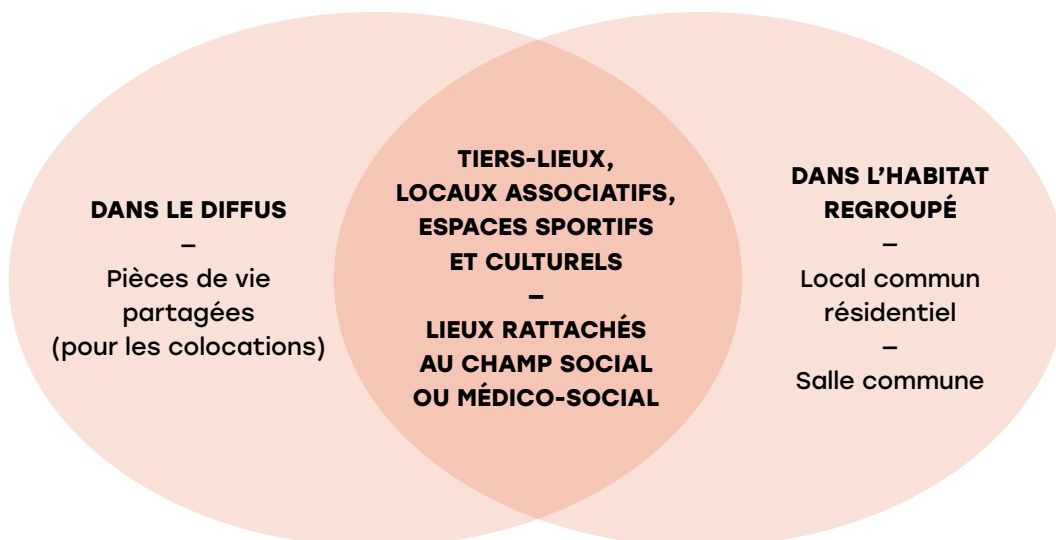 DANS LE DIFFUS
–
Pièces de vie
partagées
(pour les colocations)
TIERS-LIEUX,
LOCAUX ASSOCIATIFS,
ESPACES SPORTIFS
ET CULTURELS
–
LIEUX RATTACHÉS
AU CHAMP SOCIAL
OU MÉDICO-SOCIAL
DANS L’HABITAT
REGROUPÉ
–
Local commun
résidentiel
–
Salle commune